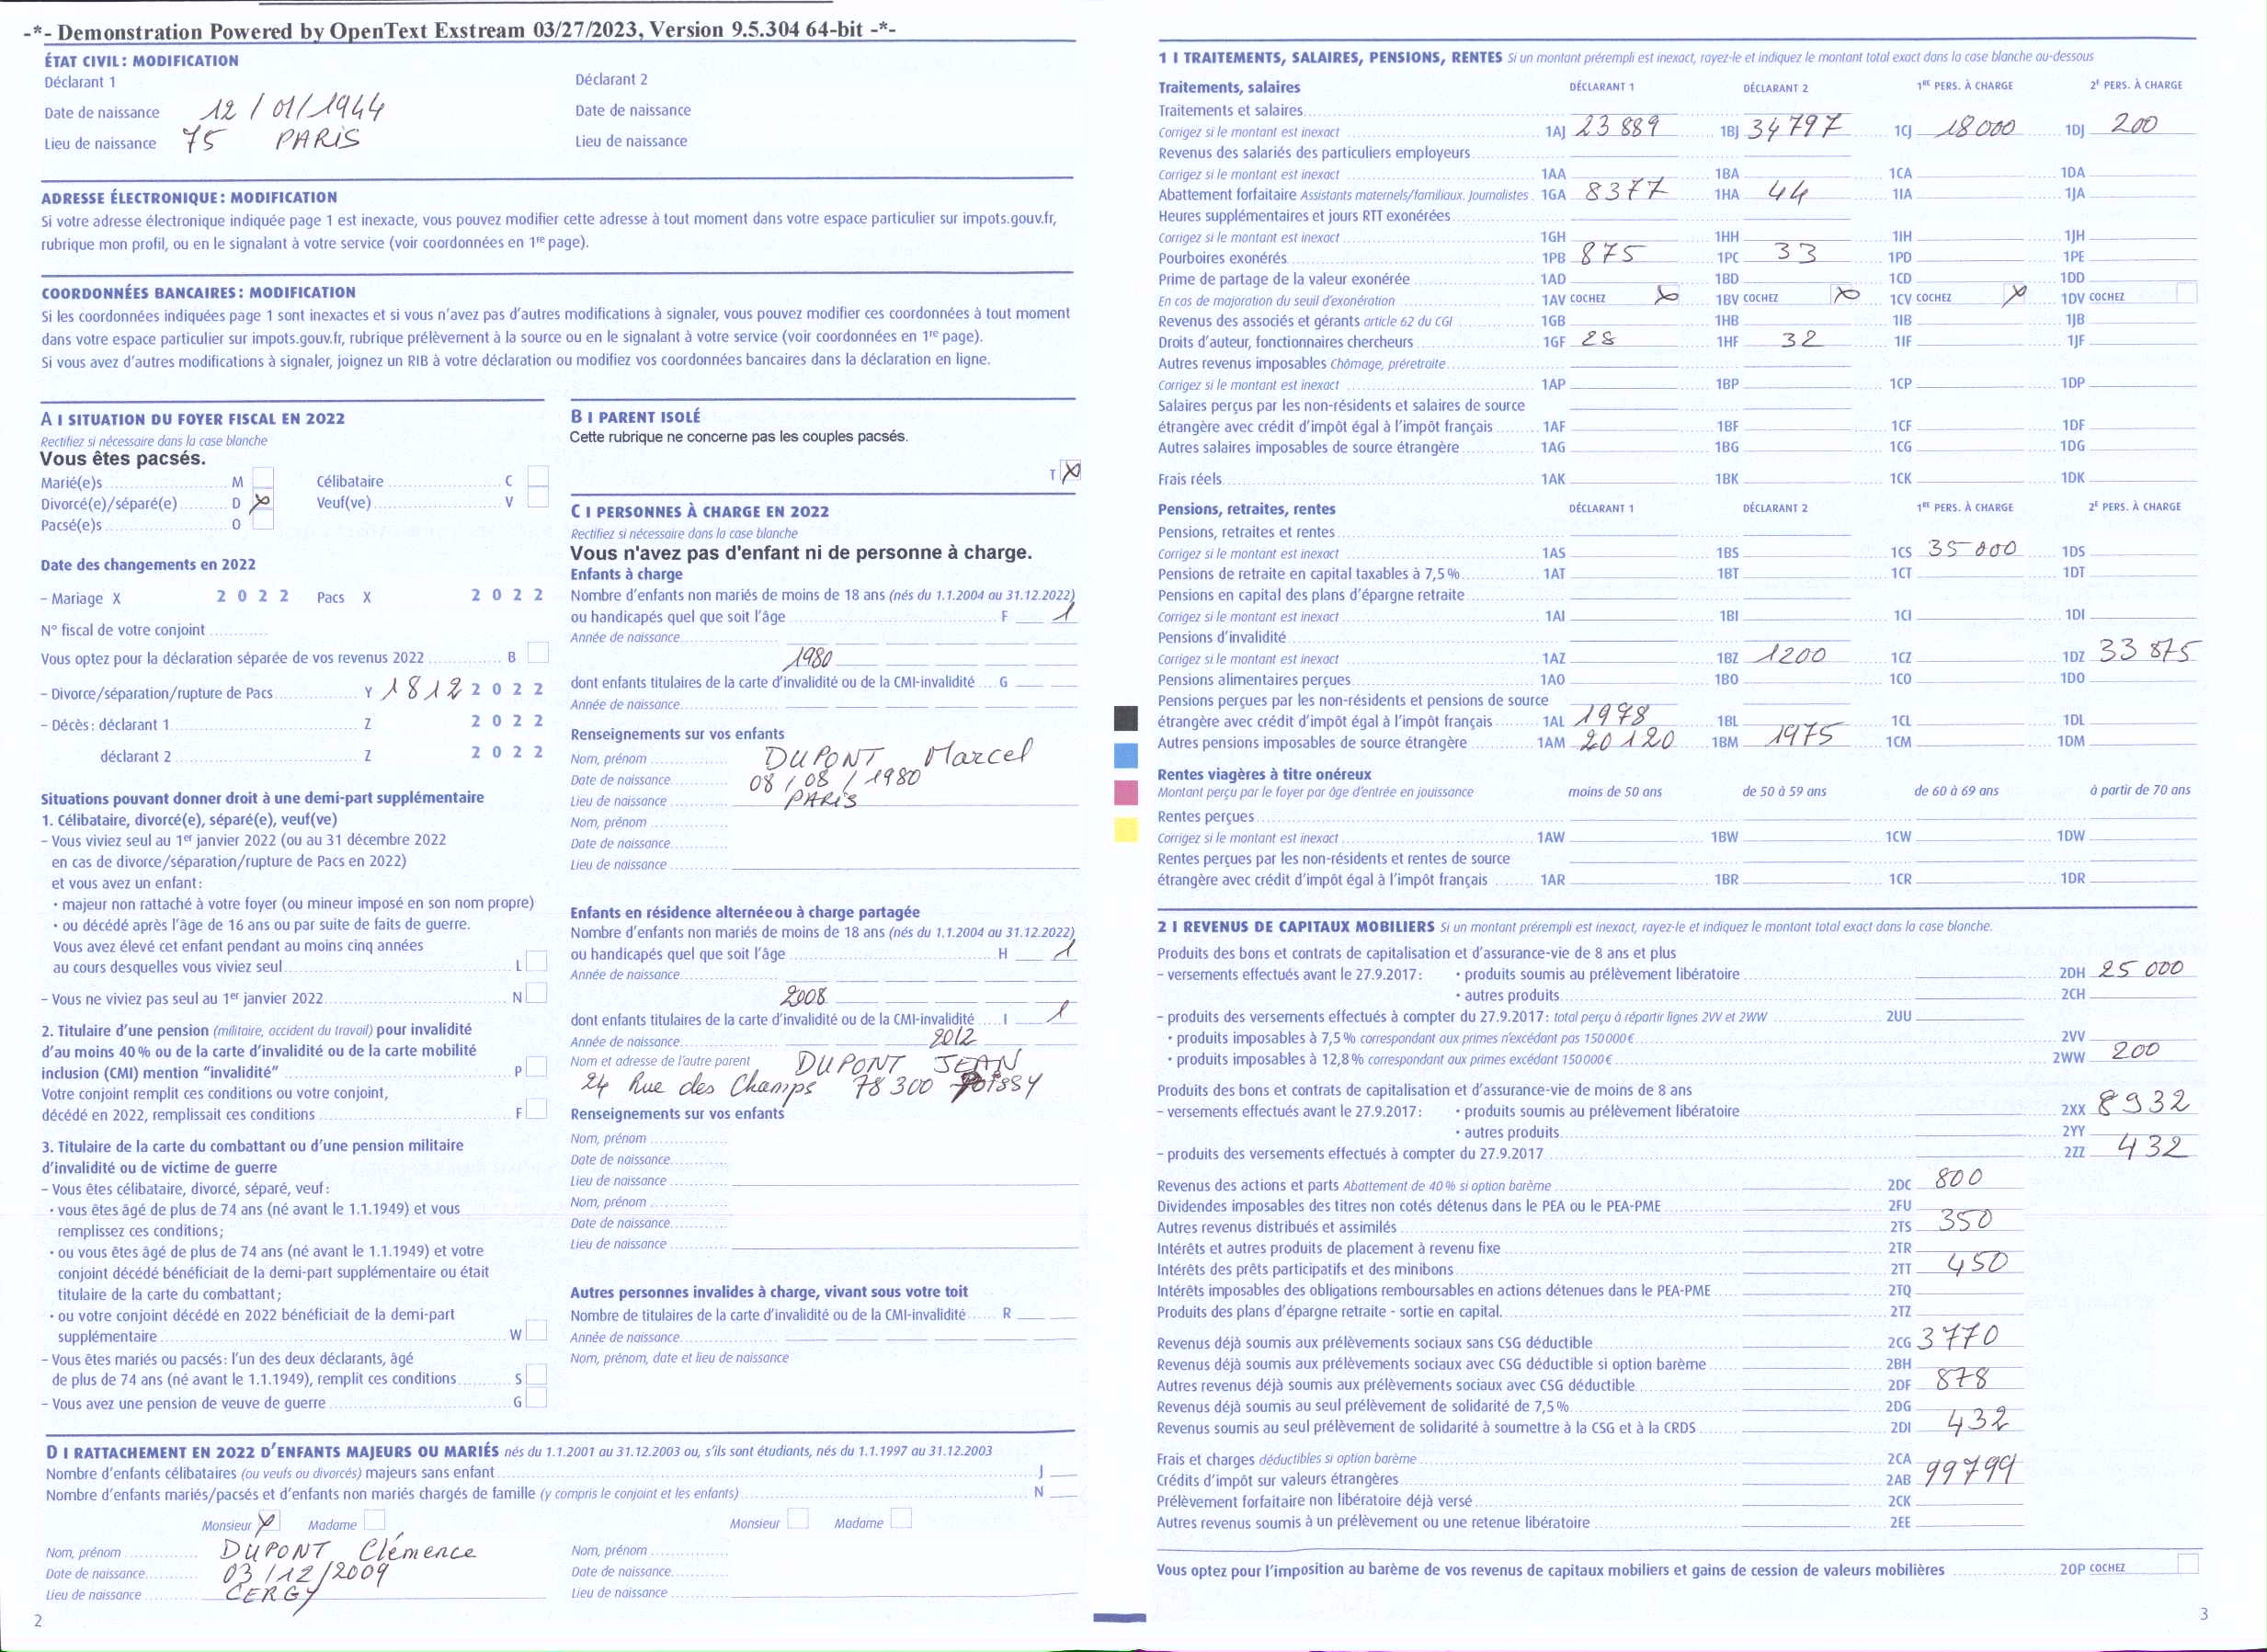 -*- Demonstration Powered by OpenText Exstream 03/27/2023, Version 9.5.304 64-bit -*-
ÉTAT CIVIL : MODIFICATION
Déclarant 1 Déclarant 2
Date de naissance 12/01/1944 Date de naissance
Lieu de naissance 75 PARIS Lieu de naissance
ADRESSE ÉLECTRONIQUE : MODIFICATION
Si votre adresse électronique indiquée page 1 est inexacte, vous pouvez modifier cette adresse à tout moment dans votre espace particulier sur impots.gouv.fr,
rubrique mon profil, ou en le signalant à votre service (voir coordonnées en 1re page).
COORDONNÉES BANCAIRES : MODIFICATION
Si les coordonnées indiquées page 1 sont inexactes et si vous n'avez pas d'autres modifications à signaler, vous pouvez modifier ces coordonnées à tout moment
dans votre espace particulier sur impots.gouv.fr, rubrique prélèvement à la source ou en le signalant à votre service (voir coordonnées en 1re page).
Si vous avez d'autres modifications à signaler, joignez un RIB à votre déclaration ou modifiez vos coordonnées bancaires dans la déclaration en ligne.
A I SITUATION DU FOYER FISCAL EN 2022
Rectifiez si nécessaire dans la case blanche
Vous êtes pacsés.
Marié(e)s M Célibataire C
Divorcé(e)/séparé(e) D X Veuf(ve) V
Pacsé(e)s O
Date des changements en 2022
- Mariage X 2 0 2 2 Pacs X 2 0 2 2
N° fiscal de votre conjoint
Vous optez pour la déclaration séparée de vos revenus 2022 B
- Divorce/séparation/rupture de Pacs Y 1 8 1 2 2 0 2 2
- Décès : déclarant 1 Z 2 0 2 2
déclarant 2 Z 2 0 2 2
Situations pouvant donner droit à une demi-part supplémentaire
1. Célibataire, divorcé(e), séparé(e), veuf(ve)
- Vous viviez seul au 1er janvier 2022 (ou au 31 décembre 2022
en cas de divorce/séparation/rupture de Pacs en 2022)
et vous avez un enfant :
• majeur non rattaché à votre foyer (ou mineur imposé en son nom propre)
• ou décédé après l'âge de 16 ans ou par suite de faits de guerre.
Vous avez élevé cet enfant pendant au moins cinq années
au cours desquelles vous viviez seul L
- Vous ne viviez pas seul au 1er janvier 2022 N
2. Titulaire d'une pension (militaire, accident du travail) pour invalidité
d'au moins 40 % ou de la carte d'invalidité ou de la carte mobilité
inclusion (CMI) mention "invalidité" P
Votre conjoint remplit ces conditions ou votre conjoint,
décédé en 2022, remplissait ces conditions F
3. Titulaire de la carte du combattant ou d'une pension militaire
d'invalidité ou de victime de guerre
- Vous êtes célibataire, divorcé, séparé, veuf :
• vous êtes âgé de plus de 74 ans (né avant le 1.1.1949) et vous
remplissez ces conditions ;
• ou vous êtes âgé de plus de 74 ans (né avant le 1.1.1949) et votre
conjoint décédé bénéficiait de la demi-part supplémentaire ou était
titulaire de la carte du combattant ;
• ou votre conjoint décédé en 2022 bénéficiait de la demi-part
supplémentaire W
- Vous êtes mariés ou pacsés : l'un des deux déclarants, âgé
de plus de 74 ans (né avant le 1.1.1949), remplit ces conditions S
- Vous avez une pension de veuve de guerre G
B I PARENT ISOLÉ
Cette rubrique ne concerne pas les couples pacsés.
T X
C I PERSONNES À CHARGE EN 2022
Rectifiez si nécessaire dans la case blanche
Vous n'avez pas d'enfant ni de personne à charge.
Enfants à charge
Nombre d'enfants non mariés de moins de 18 ans (nés du 1.1.2004 au 31.12.2022)
ou handicapés quel que soit l'âge F 1
Année de naissance
1980
dont enfants titulaires de la carte d'invalidité ou de la CMI-invalidité G
Année de naissance
Renseignements sur vos enfants
Nom, prénom DUPONT Marcel
Date de naissance 08/08/1980
Lieu de naissance PARIS
Nom, prénom
Date de naissance
Lieu de naissance
Enfants en résidence alternée ou à charge partagée
Nombre d'enfants non mariés de moins de 18 ans (nés du 1.1.2004 au 31.12.2022)
ou handicapés quel que soit l'âge H 1
Année de naissance
2008
dont enfants titulaires de la carte d'invalidité ou de la CMI-invalidité I 1
Année de naissance 2012
Nom et adresse de l'autre parent DUPONT JEAN
24 Rue des Champs 78300 POISSY
Renseignements sur vos enfants
Nom, prénom
Date de naissance
Lieu de naissance
Nom, prénom
Date de naissance
Lieu de naissance
Autres personnes invalides à charge, vivant sous votre toit
Nombre de titulaires de la carte d'invalidité ou de la CMI-invalidité R
Année de naissance
Nom, prénom, date et lieu de naissance
D I RATTACHEMENT EN 2022 D'ENFANTS MAJEURS OU MARIÉS nés du 1.1.2001 au 31.12.2003 ou, s'ils sont étudiants, nés du 1.1.1997 au 31.12.2003
Nombre d'enfants célibataires (ou veufs ou divorcés) majeurs sans enfant J
Nombre d'enfants mariés/pacsés et d'enfants non mariés chargés de famille (y compris le conjoint et les enfants) N
Monsieur X Madame Monsieur Madame
Nom, prénom DUPONT Clémence Nom, prénom
Date de naissance 03/12/2009 Date de naissance
Lieu de naissance CERGY Lieu de naissance
2
1 I TRAITEMENTS, SALAIRES, PENSIONS, RENTES Si un montant prérempli est inexact, rayez-le et indiquez le montant total exact dans la case blanche au-dessous
Traitements, salaires DÉCLARANT 1 DÉCLARANT 2 1RE PERS. À CHARGE 2E PERS. À CHARGE
Traitements et salaires
Corrigez si le montant est inexact 1AJ 23 889 1BJ 34797 1CJ 18000 1DJ 200
Revenus des salariés des particuliers employeurs
Corrigez si le montant est inexact 1AA 1BA 1CA 1DA
Abattement forfaitaire Assistants maternels/familiaux. Journalistes 1GA 8377 1HA 44 1IA 1JA
Heures supplémentaires et jours RTT exonérées
Corrigez si le montant est inexact 1GH 1HH 1IH 1JH
Pourboires exonérés 1PB 875 1PC 33 1PD 1PE
Prime de partage de la valeur exonérée 1AD 1BD 1CD 1DD
En cas de majoration du seuil d'exonération 1AV COCHEZ X 1BV COCHEZ X 1CV COCHEZ X 1DV COCHEZ
Revenus des associés et gérants article 62 du CGI 1GB 1HB 1IB 1JB
Droits d'auteur, fonctionnaires chercheurs 1GF 28 1HF 32 1IF 1JF
Autres revenus imposables Chômage, préretraite
Corrigez si le montant est inexact 1AP 1BP 1CP 1DP
Salaires perçus par les non-résidents et salaires de source
étrangère avec crédit d'impôt égal à l'impôt français 1AF 1BF 1CF 1DF
Autres salaires imposables de source étrangère 1AG 1BG 1CG 1DG
Frais réels 1AK 1BK 1CK 1DK
Pensions, retraites, rentes DÉCLARANT 1 DÉCLARANT 2 1RE PERS. À CHARGE 2E PERS. À CHARGE
Pensions, retraites et rentes
Corrigez si le montant est inexact 1AS 1BS 1CS 35 000 1DS
Pensions de retraite en capital taxables à 7,5 % 1AT 1BT 1CT 1DT
Pensions en capital des plans d'épargne retraite
Corrigez si le montant est inexact 1AI 1BI 1CI 1DI
Pensions d'invalidité
Corrigez si le montant est inexact 1AZ 1BZ 1200 1CZ 1DZ 33 875
Pensions alimentaires perçues 1AO 1BO 1CO 1DO
Pensions perçues par les non-résidents et pensions de source
étrangère avec crédit d'impôt égal à l'impôt français 1AL 1978 1BL 1CL 1DL
Autres pensions imposables de source étrangère 1AM 20 120 1BM 1975 1CM 1DM
Rentes viagères à titre onéreux
Montant perçu par le foyer par âge d'entrée en jouissance moins de 50 ans de 50 à 59 ans de 60 à 69 ans à partir de 70 ans
Rentes perçues
Corrigez si le montant est inexact 1AW 1BW 1CW 1DW
Rentes perçues par les non-résidents et rentes de source
étrangère avec crédit d'impôt égal à l'impôt français 1AR 1BR 1CR 1DR
2 I REVENUS DE CAPITAUX MOBILIERS Si un montant prérempli est inexact, rayez-le et indiquez le montant total exact dans la case blanche.
Produits des bons et contrats de capitalisation et d'assurance-vie de 8 ans et plus
- versements effectués avant le 27.9.2017 : • produits soumis au prélèvement libératoire 2DH 25 000
• autres produits 2CH
- produits des versements effectués à compter du 27.9.2017 : total perçu à répartir lignes 2VV et 2WW 2UU
• produits imposables à 7,5 % correspondant aux primes n'excédant pas 150000 € 2VV
• produits imposables à 12,8 % correspondant aux primes excédant 150000 € 2WW 200
Produits des bons et contrats de capitalisation et d'assurance-vie de moins de 8 ans
- versements effectués avant le 27.9.2017 : • produits soumis au prélèvement libératoire 2XX 8932
• autres produits 2YY
- produits des versements effectués à compter du 27.9.2017 2ZZ 432
Revenus des actions et parts Abattement de 40 % si option barème 2DC 800
Dividendes imposables des titres non cotés détenus dans le PEA ou le PEA-PME 2FU
Autres revenus distribués et assimilés 2TS 350
Intérêts et autres produits de placement à revenu fixe 2TR
Intérêts des prêts participatifs et des minibons 2TT 450
Intérêts imposables des obligations remboursables en actions détenues dans le PEA-PME 2TQ
Produits des plans d'épargne retraite - sortie en capital. 2TZ
Revenus déjà soumis aux prélèvements sociaux sans CSG déductible 2CG 3770
Revenus déjà soumis aux prélèvements sociaux avec CSG déductible si option barème 2BH
Autres revenus déjà soumis aux prélèvements sociaux avec CSG déductible 2DF 878
Revenus déjà soumis au seul prélèvement de solidarité de 7,5 % 2DG
Revenus soumis au seul prélèvement de solidarité à soumettre à la CSG et à la CRDS 2DI 432
Frais et charges déductibles si option barème 2CA
Crédits d'impôt sur valeurs étrangères 2AB 99799
Prélèvement forfaitaire non libératoire déjà versé 2CK
Autres revenus soumis à un prélèvement ou une retenue libératoire 2EE
Vous optez pour l'imposition au barème de vos revenus de capitaux mobiliers et gains de cession de valeurs mobilières 2OP COCHEZ
3